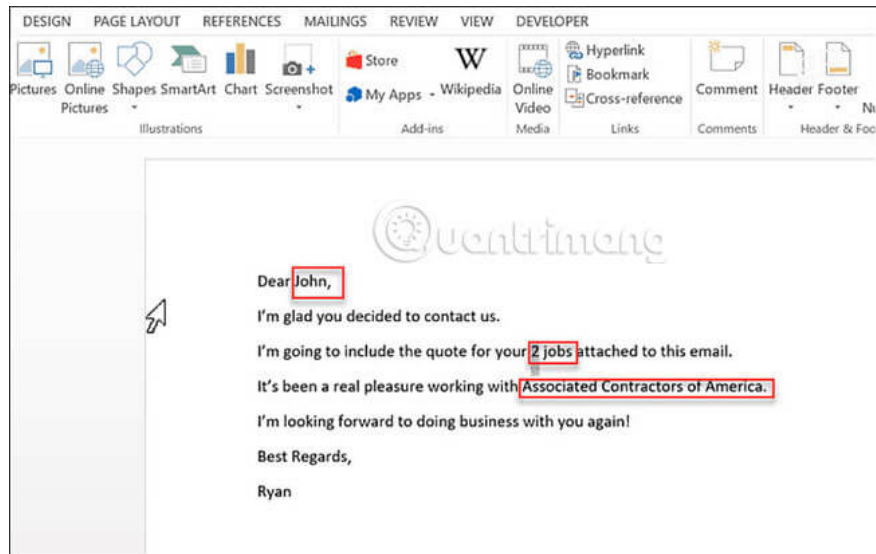 DESIGN PAGE LAYOUT REFERENCES MAILINGS REVIEW VIEW DEVELOPER
Pictures Online Pictures Shapes SmartArt Chart Screenshot
Illustrations
Store
My Apps
Wikipedia
Add-ins
Online Video
Media
Hyperlink
Bookmark
Cross-reference
Links
Comment
Comments
Header Footer
Header & Foo
Quantrimang
Dear John,
I'm glad you decided to contact us.
I'm going to include the quote for your 2 jobs attached to this email.
It's been a real pleasure working with Associated Contractors of America.
I'm looking forward to doing business with you again!
Best Regards,
Ryan